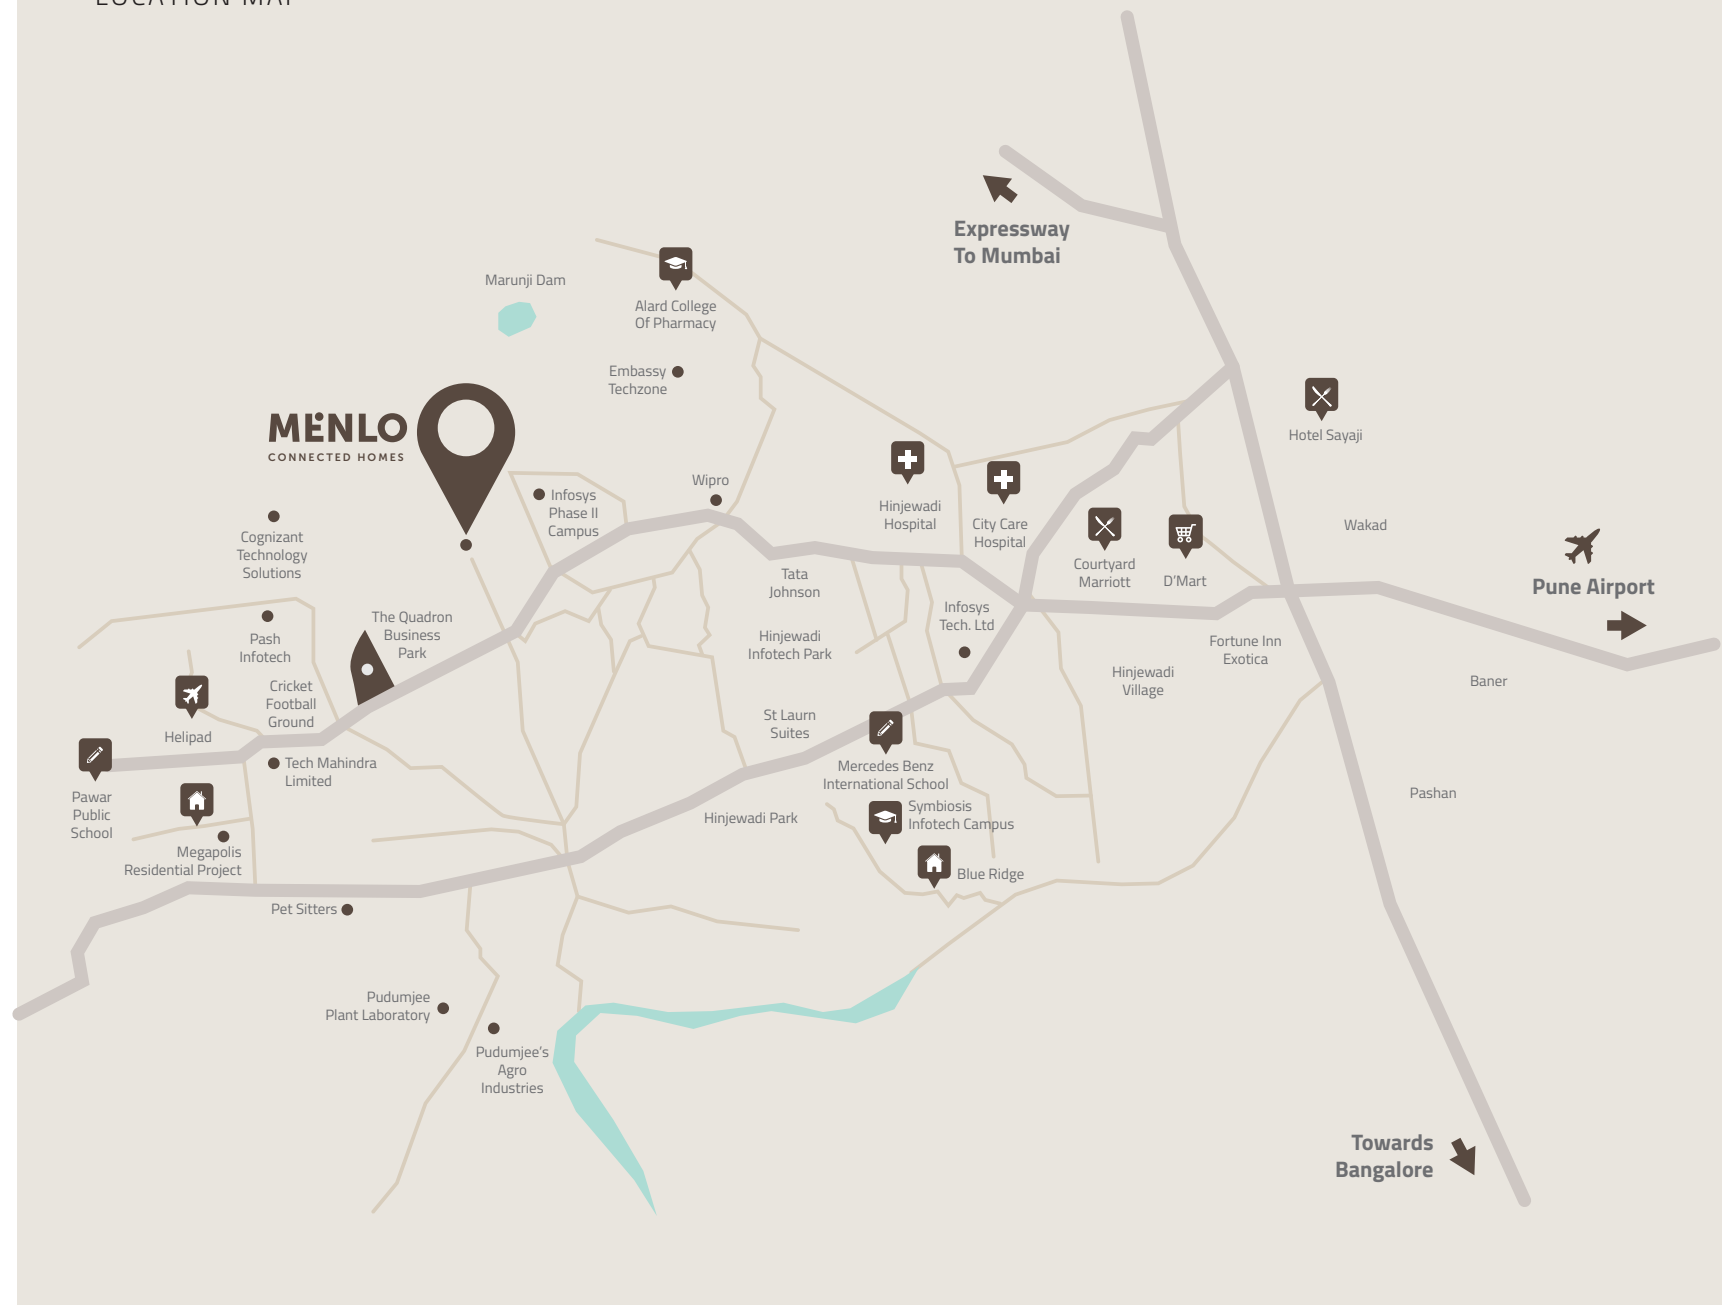 LOCATION MAP
Expressway
To Mumbai
Marunji Dam
Alard College
Of Pharmacy
Embassy
Techzone
MENLO
CONNECTED HOMES
Hotel Sayaji
Wipro
Infosys
Phase II
Campus
Hinjewadi
Hospital
City Care
Hospital
Wakad
Cognizant
Technology
Solutions
Courtyard
Marriott
D'Mart
Pune Airport
Tata
Johnson
Infosys
Tech. Ltd
The Quadron
Business
Park
Pash
Infotech
Hinjewadi
Infotech Park
Fortune Inn
Exotica
Hinjewadi
Village
Baner
Cricket
Football
Ground
Helipad
St Laurn
Suites
Tech Mahindra
Limited
Mercedes Benz
International School
Pawar
Public
School
Pashan
Symbiosis
Infotech Campus
Hinjewadi Park
Megapolis
Residential Project
Blue Ridge
Pet Sitters
Pudumjee
Plant Laboratory
Pudumjee's
Agro
Industries
Towards
Bangalore